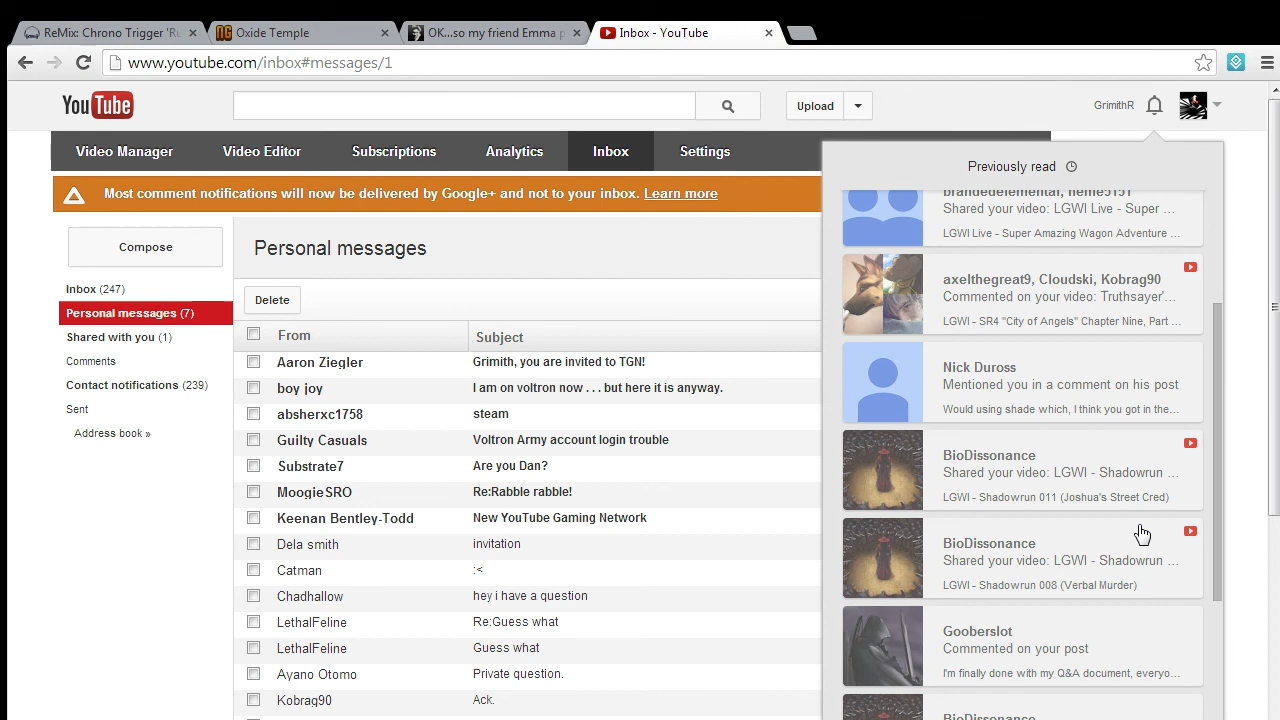 ReMix: Chrono Trigger 'Ru
Oxide Temple
OK...so my friend Emma p
Inbox - YouTube
www.youtube.com/inbox#messages/1
YouTube
Upload
GrimithR
Video Manager
Video Editor
Subscriptions
Analytics
Inbox
Settings
Most comment notifications will now be delivered by Google+ and not to your inbox. Learn more
Compose
Inbox (247)
Personal messages (7)
Shared with you (1)
Comments
Contact notifications (239)
Sent
Address book »
Personal messages
Delete
From Subject
Aaron Ziegler Grimith, you are invited to TGN!
boy joy I am on voltron now . . . but here it is anyway.
absherxc1758 steam
Guilty Casuals Voltron Army account login trouble
Substrate7 Are you Dan?
MoogieSRO Re:Rabble rabble!
Keenan Bentley-Todd New YouTube Gaming Network
Dela smith invitation
Catman :<
Chadhallow hey i have a question
LethalFeline Re:Guess what
LethalFeline Guess what
Ayano Otomo Private question.
Kobrag90 Ack.
Previously read
brandedelemental, heme5151
Shared your video: LGWI Live - Super ...
LGWI Live - Super Amazing Wagon Adventure ...
axelthegreat9, Cloudski, Kobrag90
Commented on your video: Truthsayer'...
LGWI - SR4 "City of Angels" Chapter Nine, Part ...
Nick Duross
Mentioned you in a comment on his post
Would using shade which, I think you got in the...
BioDissonance
Shared your video: LGWI - Shadowrun ...
LGWI - Shadowrun 011 (Joshua's Street Cred)
BioDissonance
Shared your video: LGWI - Shadowrun ...
LGWI - Shadowrun 008 (Verbal Murder)
Gooberslot
Commented on your post
I'm finally done with my Q&A document, everyo...
BioDissonance